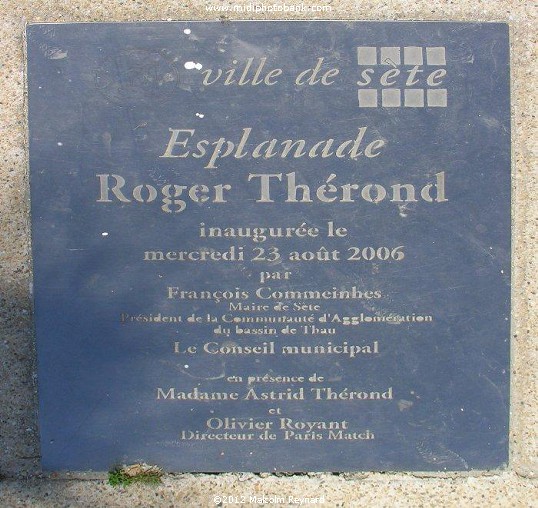 www.midiphotobank.com
ville de sète
Esplanade
Roger Thérond
inaugurée le
mercredi 23 août 2006
par
François Commeinhes
Maire de Sète
Président de la Communauté d'Agglomération
du bassin de Thau
Le Conseil municipal
en présence de
Madame Astrid Thérond
et
Olivier Royant
Directeur de Paris Match
©2012 Malcolm Reynard